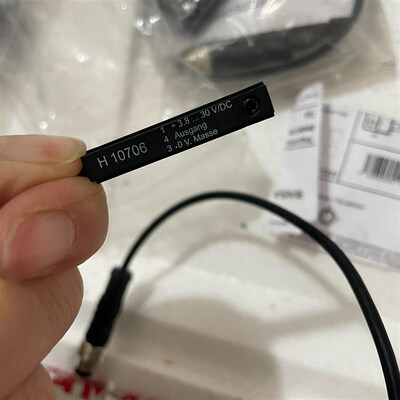 H 10706
1 + 3.8 ... 30 V/DC
4 Ausgang
3 .0 V. Masse